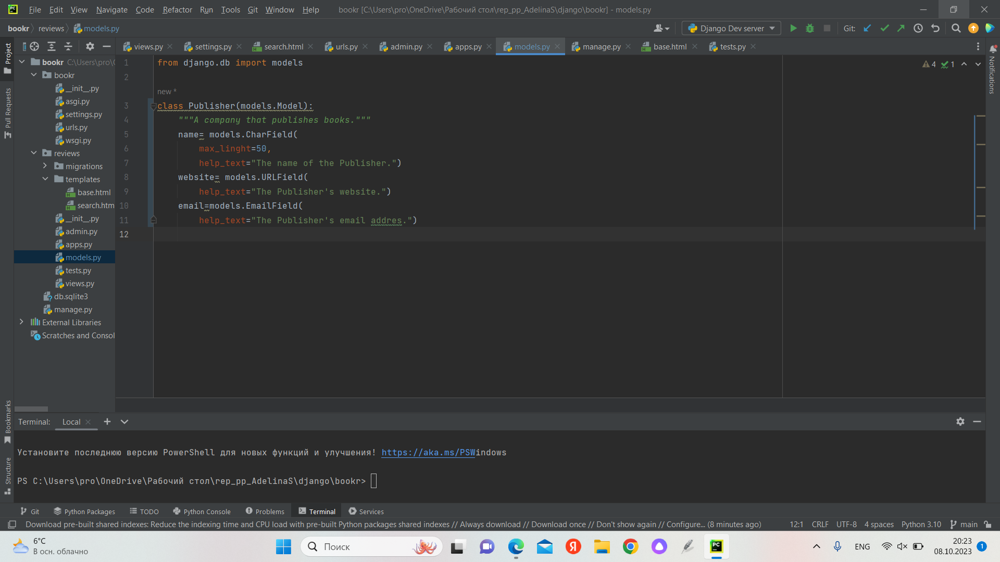 File Edit View Navigate Code Refactor Run Tools Git Window Help bookr [C:\Users\pro\OneDrive\Рабочий стол\rep_pp_AdelinaS\django\bookr] - models.py
bookr reviews models.py Django Dev server Git:
views.py settings.py search.html urls.py admin.py apps.py models.py manage.py base.html tests.py
Project
Pull Requests
Bookmarks
Structure
Notifications
bookr C:\Users\pro\
bookr
__init__.py
asgi.py
settings.py
urls.py
wsgi.py
reviews
migrations
templates
base.html
search.htm
__init__.py
admin.py
apps.py
models.py
tests.py
views.py
db.sqlite3
manage.py
External Libraries
Scratches and Consol
4 1
1 from django.db import models
2
new *
3 class Publisher(models.Model):
4 """A company that publishes books."""
5 name= models.CharField(
6 max_linght=50,
7 help_text="The name of the Publisher.")
8 website= models.URLField(
9 help_text="The Publisher's website.")
10 email=models.EmailField(
11 help_text="The Publisher's email addres.")
12
Terminal: Local
Установите последнюю версию PowerShell для новых функций и улучшения! https://aka.ms/PSWindows
PS C:\Users\pro\OneDrive\Рабочий стол\rep_pp_AdelinaS\django\bookr>
Git Python Packages TODO Python Console Problems Terminal Services
Download pre-built shared indexes: Reduce the indexing time and CPU load with pre-built Python packages shared indexes // Always download // Download once // Don't show again // Configure... (8 minutes ago) 12:1 CRLF UTF-8 4 spaces Python 3.10 main
6°C
В осн. облачно
Поиск
ENG
20:23
08.10.2023
1